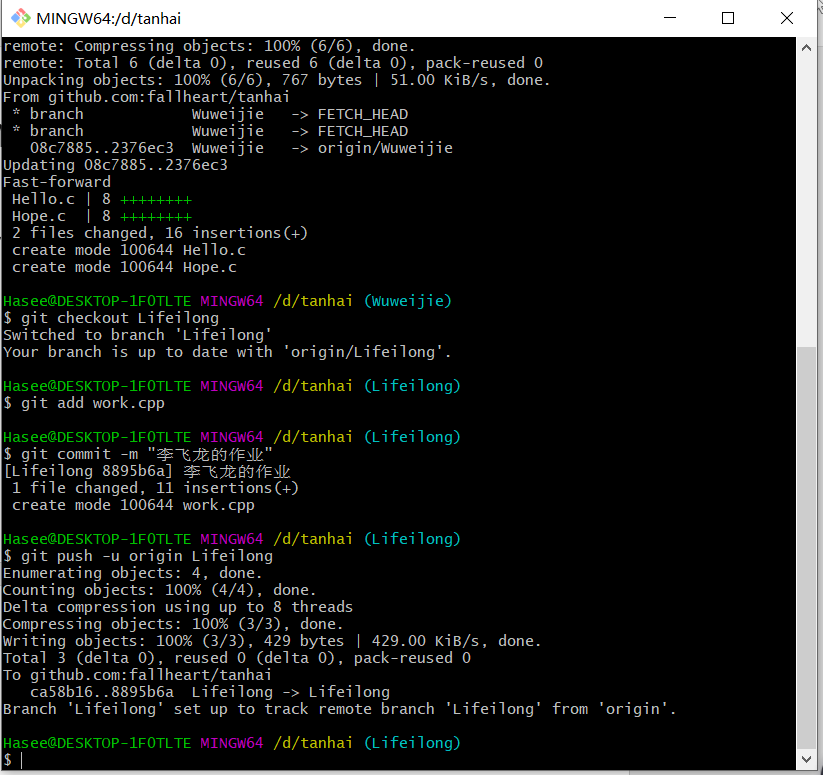 MINGW64:/d/tanhai
remote: Compressing objects: 100% (6/6), done.
remote: Total 6 (delta 0), reused 6 (delta 0), pack-reused 0
Unpacking objects: 100% (6/6), 767 bytes | 51.00 KiB/s, done.
From github.com:fallheart/tanhai
 * branch            Wuweijie   -> FETCH_HEAD
 * branch            Wuweijie   -> FETCH_HEAD
   08c7885..2376ec3  Wuweijie   -> origin/Wuweijie
Updating 08c7885..2376ec3
Fast-forward
 Hello.c | 8 ++++++++
 Hope.c  | 8 ++++++++
 2 files changed, 16 insertions(+)
 create mode 100644 Hello.c
 create mode 100644 Hope.c
Hasee@DESKTOP-1F0TLTE MINGW64 /d/tanhai (Wuweijie)
$ git checkout Lifeilong
Switched to branch 'Lifeilong'
Your branch is up to date with 'origin/Lifeilong'.
Hasee@DESKTOP-1F0TLTE MINGW64 /d/tanhai (Lifeilong)
$ git add work.cpp
Hasee@DESKTOP-1F0TLTE MINGW64 /d/tanhai (Lifeilong)
$ git commit -m "李飞龙的作业"
[Lifeilong 8895b6a] 李飞龙的作业
 1 file changed, 11 insertions(+)
 create mode 100644 work.cpp
Hasee@DESKTOP-1F0TLTE MINGW64 /d/tanhai (Lifeilong)
$ git push -u origin Lifeilong
Enumerating objects: 4, done.
Counting objects: 100% (4/4), done.
Delta compression using up to 8 threads
Compressing objects: 100% (3/3), done.
Writing objects: 100% (3/3), 429 bytes | 429.00 KiB/s, done.
Total 3 (delta 0), reused 0 (delta 0), pack-reused 0
To github.com:fallheart/tanhai
   ca58b16..8895b6a  Lifeilong -> Lifeilong
Branch 'Lifeilong' set up to track remote branch 'Lifeilong' from 'origin'.
Hasee@DESKTOP-1F0TLTE MINGW64 /d/tanhai (Lifeilong)
$